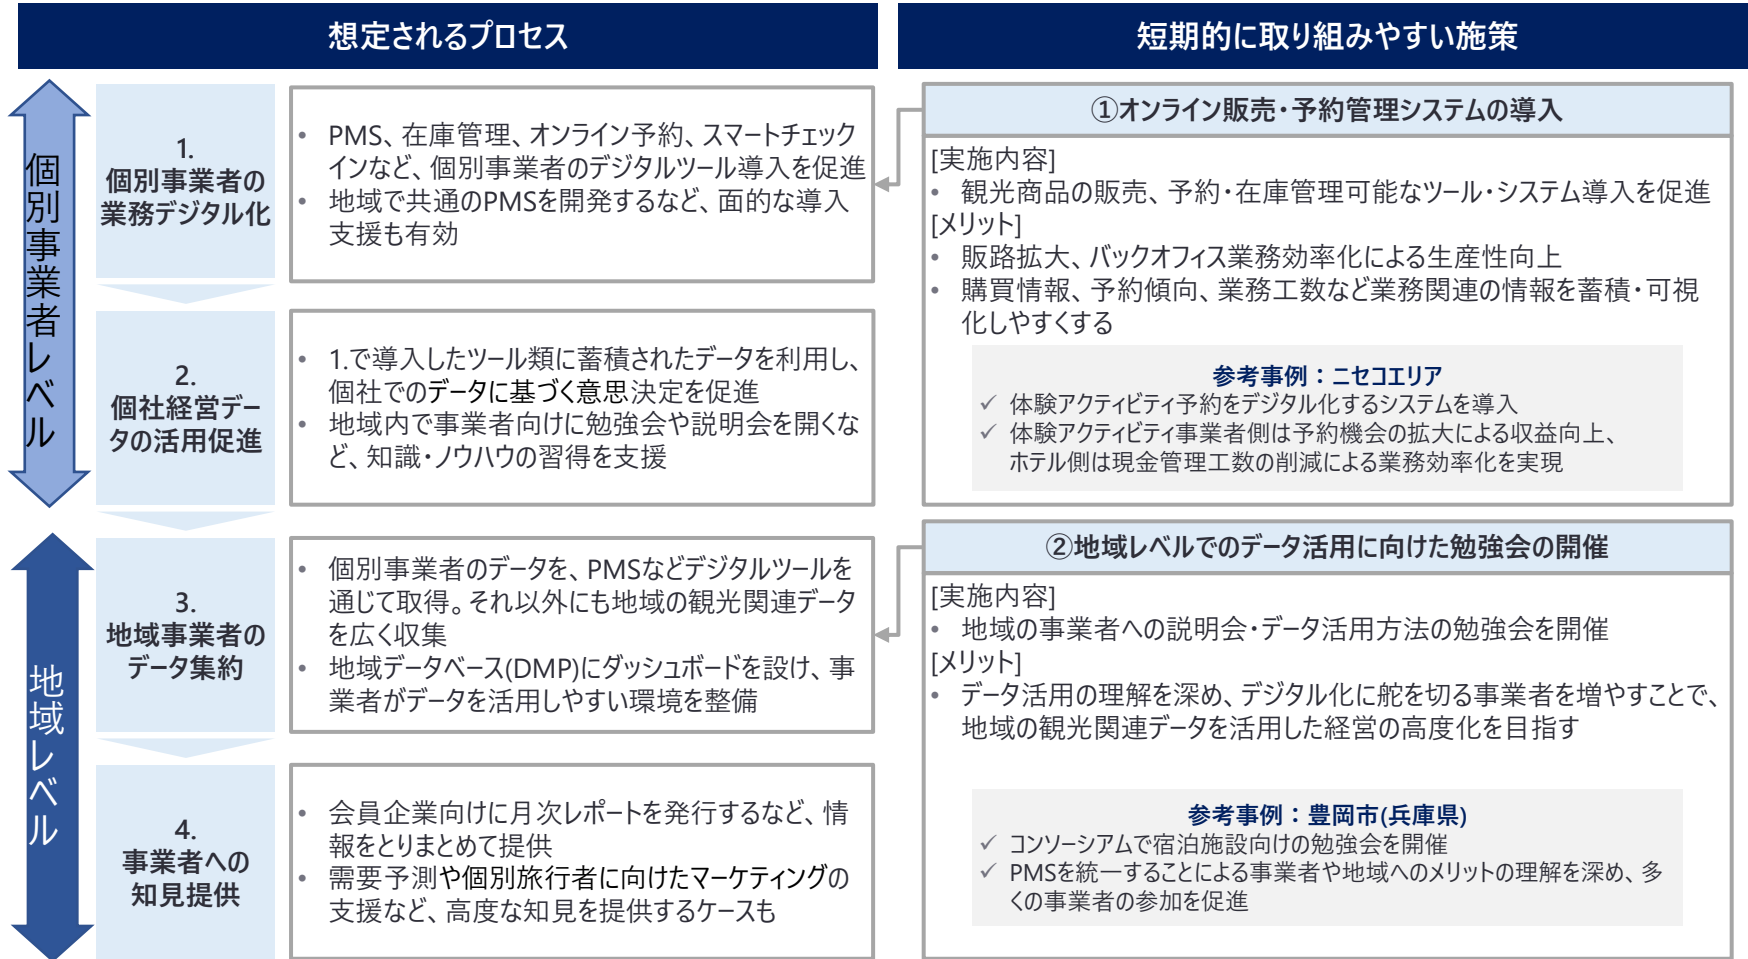 想定されるプロセス
短期的に取り組みやすい施策
個別事業者レベル
1.
個別事業者の
業務デジタル化
• PMS、在庫管理、オンライン予約、スマートチェック
インなど、個別事業者のデジタルツール導入を促進
• 地域で共通のPMSを開発するなど、面的な導入
支援も有効
2.
個社経営デー
タの活用促進
• 1.で導入したツール類に蓄積されたデータを利用し、
個社でのデータに基づく意思決定を促進
• 地域内で事業者向けに勉強会や説明会を開くな
ど、知識・ノウハウの習得を支援
地域レベル
3.
地域事業者の
データ集約
• 個別事業者のデータを、PMSなどデジタルツールを
通じて取得。それ以外にも地域の観光関連データ
を広く収集
• 地域データベース(DMP)にダッシュボードを設け、事
業者がデータを活用しやすい環境を整備
4.
事業者への
知見提供
• 会員企業向けに月次レポートを発行するなど、情
報をとりまとめて提供
• 需要予測や個別旅行者に向けたマーケティングの
支援など、高度な知見を提供するケースも
①オンライン販売・予約管理システムの導入
[実施内容]
• 観光商品の販売、予約・在庫管理可能なツール・システム導入を促進
[メリット]
• 販路拡大、バックオフィス業務効率化による生産性向上
• 購買情報、予約傾向、業務工数など業務関連の情報を蓄積・可視
化しやすくする
参考事例：ニセコエリア
✓ 体験アクティビティ予約をデジタル化するシステムを導入
✓ 体験アクティビティ事業者側は予約機会の拡大による収益向上、
ホテル側は現金管理工数の削減による業務効率化を実現
②地域レベルでのデータ活用に向けた勉強会の開催
[実施内容]
• 地域の事業者への説明会・データ活用方法の勉強会を開催
[メリット]
• データ活用の理解を深め、デジタル化に舵を切る事業者を増やすことで、
地域の観光関連データを活用した経営の高度化を目指す
参考事例：豊岡市(兵庫県)
✓ コンソーシアムで宿泊施設向けの勉強会を開催
✓ PMSを統一することによる事業者や地域へのメリットの理解を深め、多
くの事業者の参加を促進